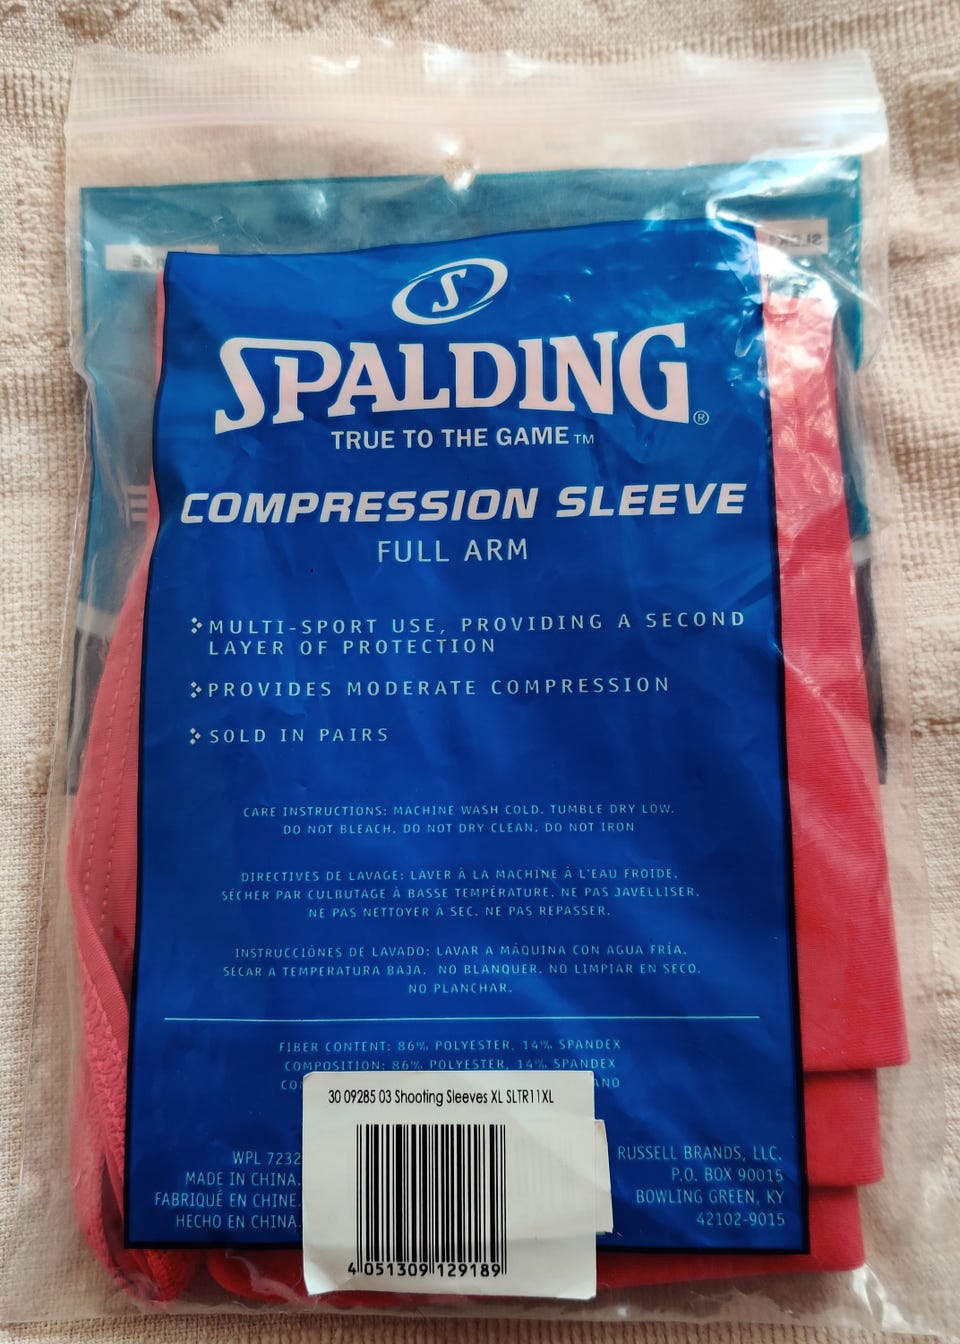 S
SPALDING®
TRUE TO THE GAME™
COMPRESSION SLEEVE
FULL ARM
MULTI-SPORT USE, PROVIDING A SECOND
LAYER OF PROTECTION
PROVIDES MODERATE COMPRESSION
SOLD IN PAIRS
CARE INSTRUCTIONS: MACHINE WASH COLD. TUMBLE DRY LOW.
DO NOT BLEACH. DO NOT DRY CLEAN. DO NOT IRON
DIRECTIVES DE LAVAGE: LAVER À LA MACHINE À L'EAU FROIDE.
SÉCHER PAR CULBUTAGE À BASSE TEMPÉRATURE. NE PAS JAVELLISER.
NE PAS NETTOYER À SEC. NE PAS REPASSER.
INSTRUCCIÓNES DE LAVADO: LAVAR A MÁQUINA CON AGUA FRÍA.
SECAR A TEMPERATURA BAJA. NO BLANQUER. NO LIMPIAR EN SECO.
NO PLANCHAR.
FIBER CONTENT: 86% POLYESTER, 14% SPANDEX
COMPOSITION: 86% POLYESTER, 14% SPANDEX
30 09285 03 Shooting Sleeves XL SLTR11XL
4 051309 129189
WPL 7232
MADE IN CHINA.
FABRIQUÉ EN CHINE.
HECHO EN CHINA.
RUSSELL BRANDS, LLC.
P.O. BOX 90015
BOWLING GREEN, KY
42102-9015